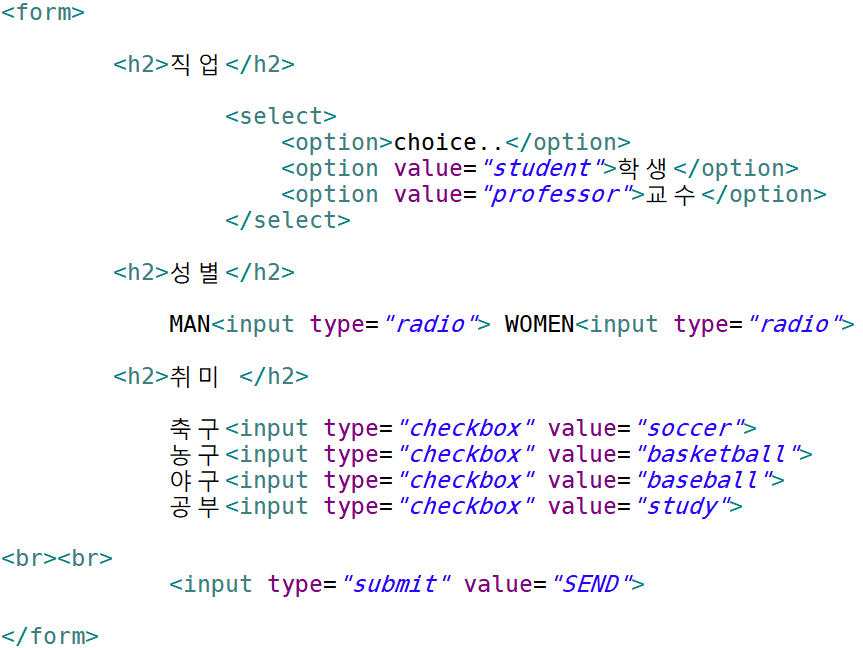 <form>
<h2>직업</h2>
<select>
<option>choice..</option>
<option value="student">학생</option>
<option value="professor">교수</option>
</select>
<h2>성별</h2>
MAN<input type="radio"> WOMEN<input type="radio">
<h2>취미 </h2>
축구<input type="checkbox" value="soccer">
농구<input type="checkbox" value="basketball">
야구<input type="checkbox" value="baseball">
공부<input type="checkbox" value="study">
<br><br>
<input type="submit" value="SEND">
</form>